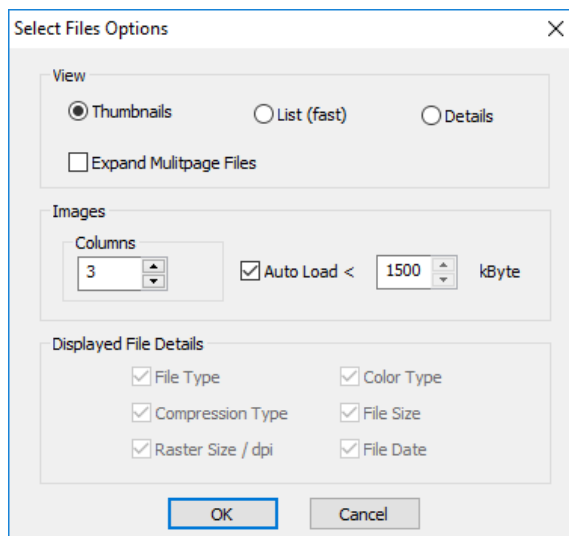 Select Files Options
View
Thumbnails List (fast) Details
Expand Mulitpage Files
Images
Columns
3 Auto Load < 1500 kByte
Displayed File Details
File Type Color Type
Compression Type File Size
Raster Size / dpi File Date
OK Cancel